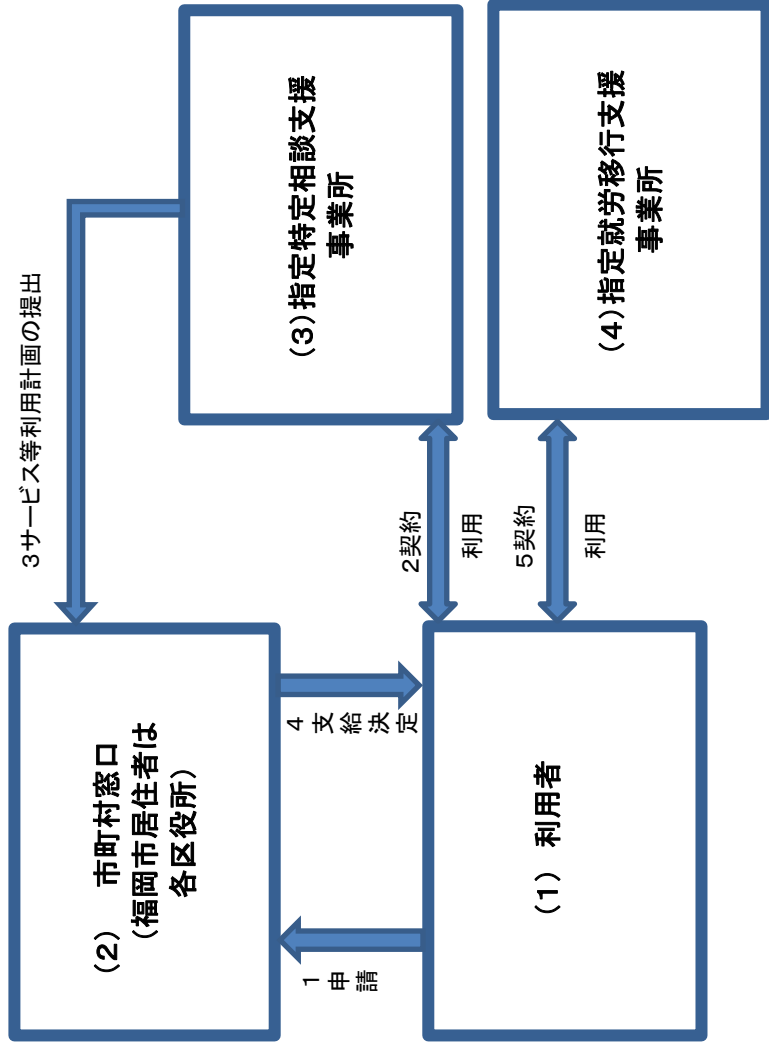 (2) 市町村窓口
(福岡市居住者は
各区役所)
3サービス等利用計画の提出
(3)指定特定相談支援
事業所
1
申
請
4
支
給
決
定
2契約
利用
(1) 利用者
5契約
利用
(4)指定就労移行支援
事業所